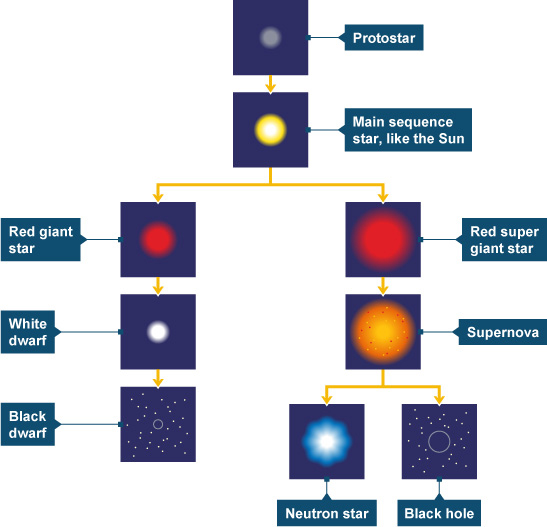 Protostar
Main sequence
star, like the Sun
Red giant
star
Red super
giant star
White
dwarf
Supernova
Black
dwarf
Neutron star
Black hole